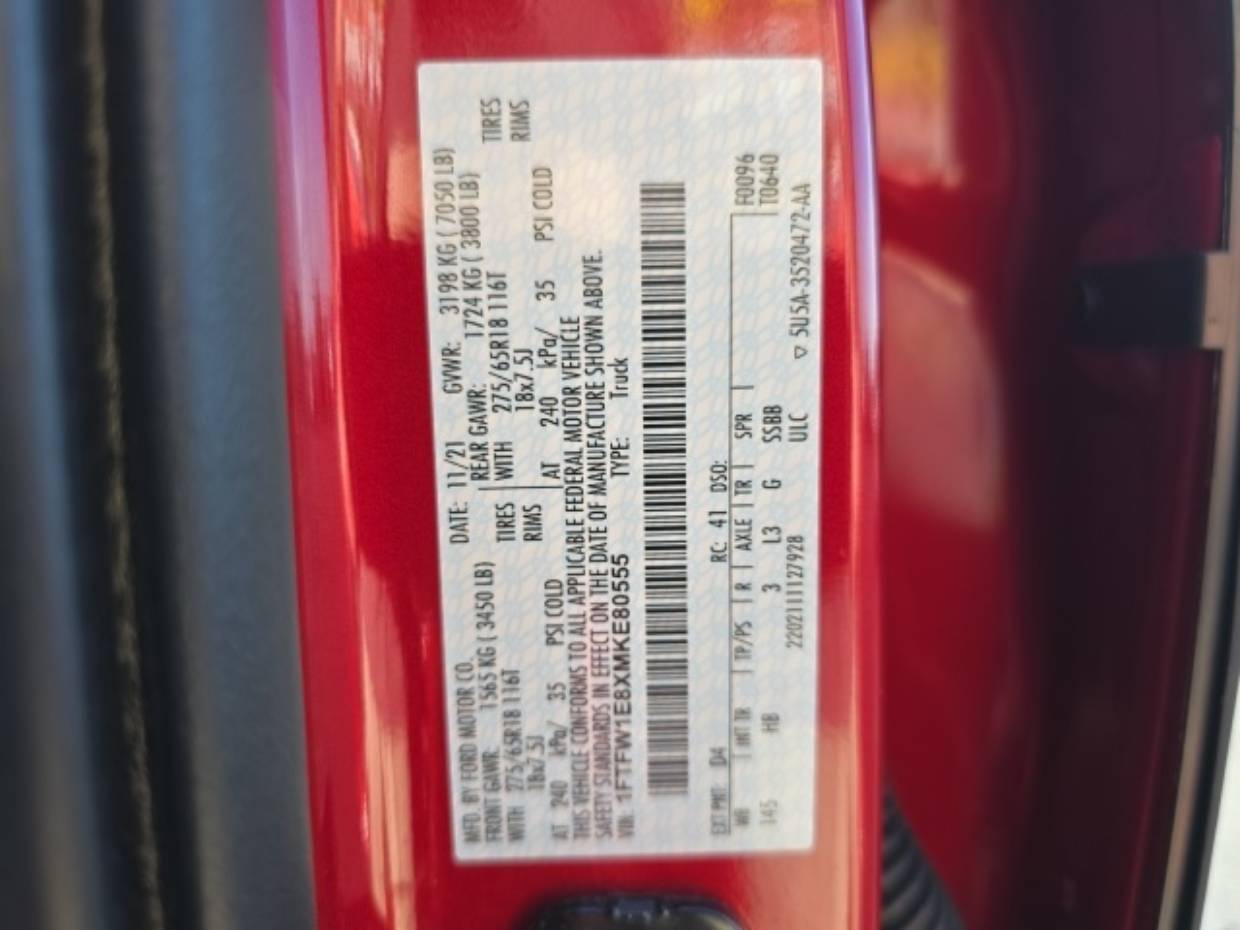 MFD. BY FORD MOTOR CO. DATE: 11/21 GVWR: 3198 KG ( 7050 LB)
FRONT GAWR: 1565 KG ( 3450 LB) REAR GAWR: 1724 KG ( 3800 LB)
WITH 275/65R18 116T TIRES WITH 275/65R18 116T TIRES
18x7.5J RIMS 18x7.5J RIMS
AT 240 kPa/ 35 PSI COLD AT 240 kPa/ 35 PSI COLD
THIS VEHICLE CONFORMS TO ALL APPLICABLE FEDERAL MOTOR VEHICLE
SAFETY STANDARDS IN EFFECT ON THE DATE OF MANUFACTURE SHOWN ABOVE.
VIN: 1FTFW1E8XMKE80555 TYPE: Truck
EXT PNT: D4 RC: 41 DSO: F0096
WB | INT TR | TP/PS | R | AXLE | TR | SPR | T0640
145 HB 3 L3 G SSBB
2202111127928 ULC ▽ 5U5A-3520472-AA